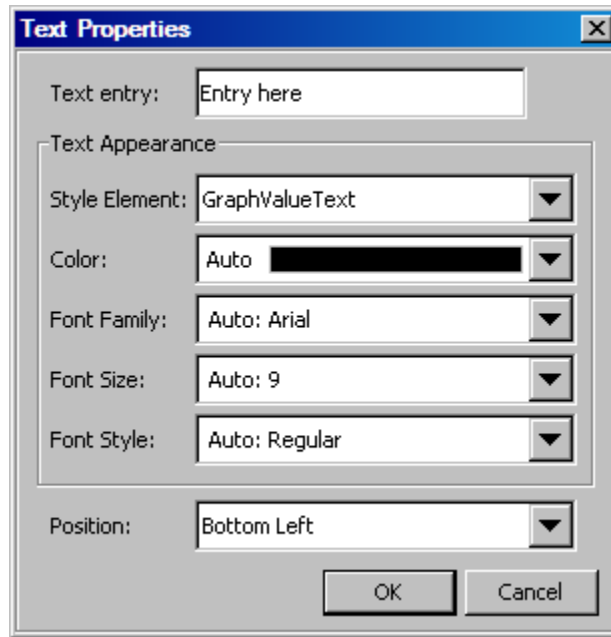 Text Properties
Text entry: Entry here
Text Appearance
Style Element: GraphValueText
Color: Auto
Font Family: Auto: Arial
Font Size: Auto: 9
Font Style: Auto: Regular
Position: Bottom Left
OK Cancel